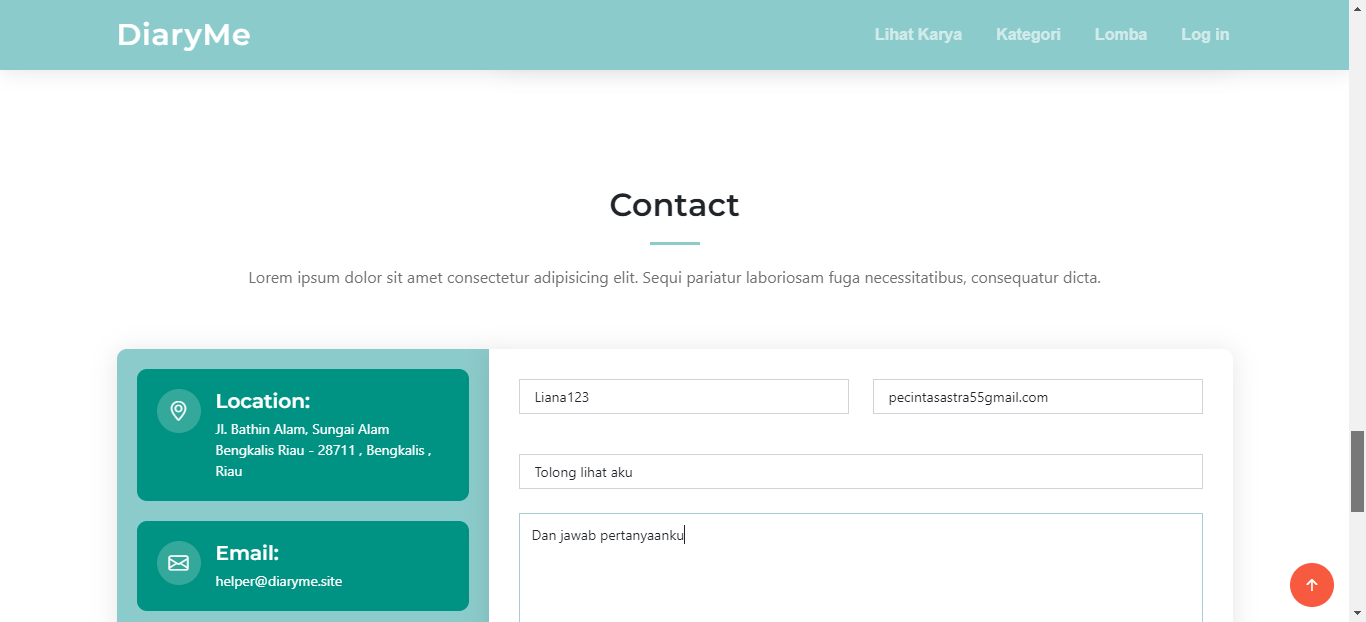 DiaryMe
Lihat Karya Kategori Lomba Log in
Contact
Lorem ipsum dolor sit amet consectetur adipisicing elit. Sequi pariatur laboriosam fuga necessitatibus, consequatur dicta.
Location:
Jl. Bathin Alam, Sungai Alam
Bengkalis Riau - 28711 , Bengkalis ,
Riau
Email:
helper@diaryme.site
Liana123
pecintasastra55gmail.com
Tolong lihat aku
Dan jawab pertanyaanku